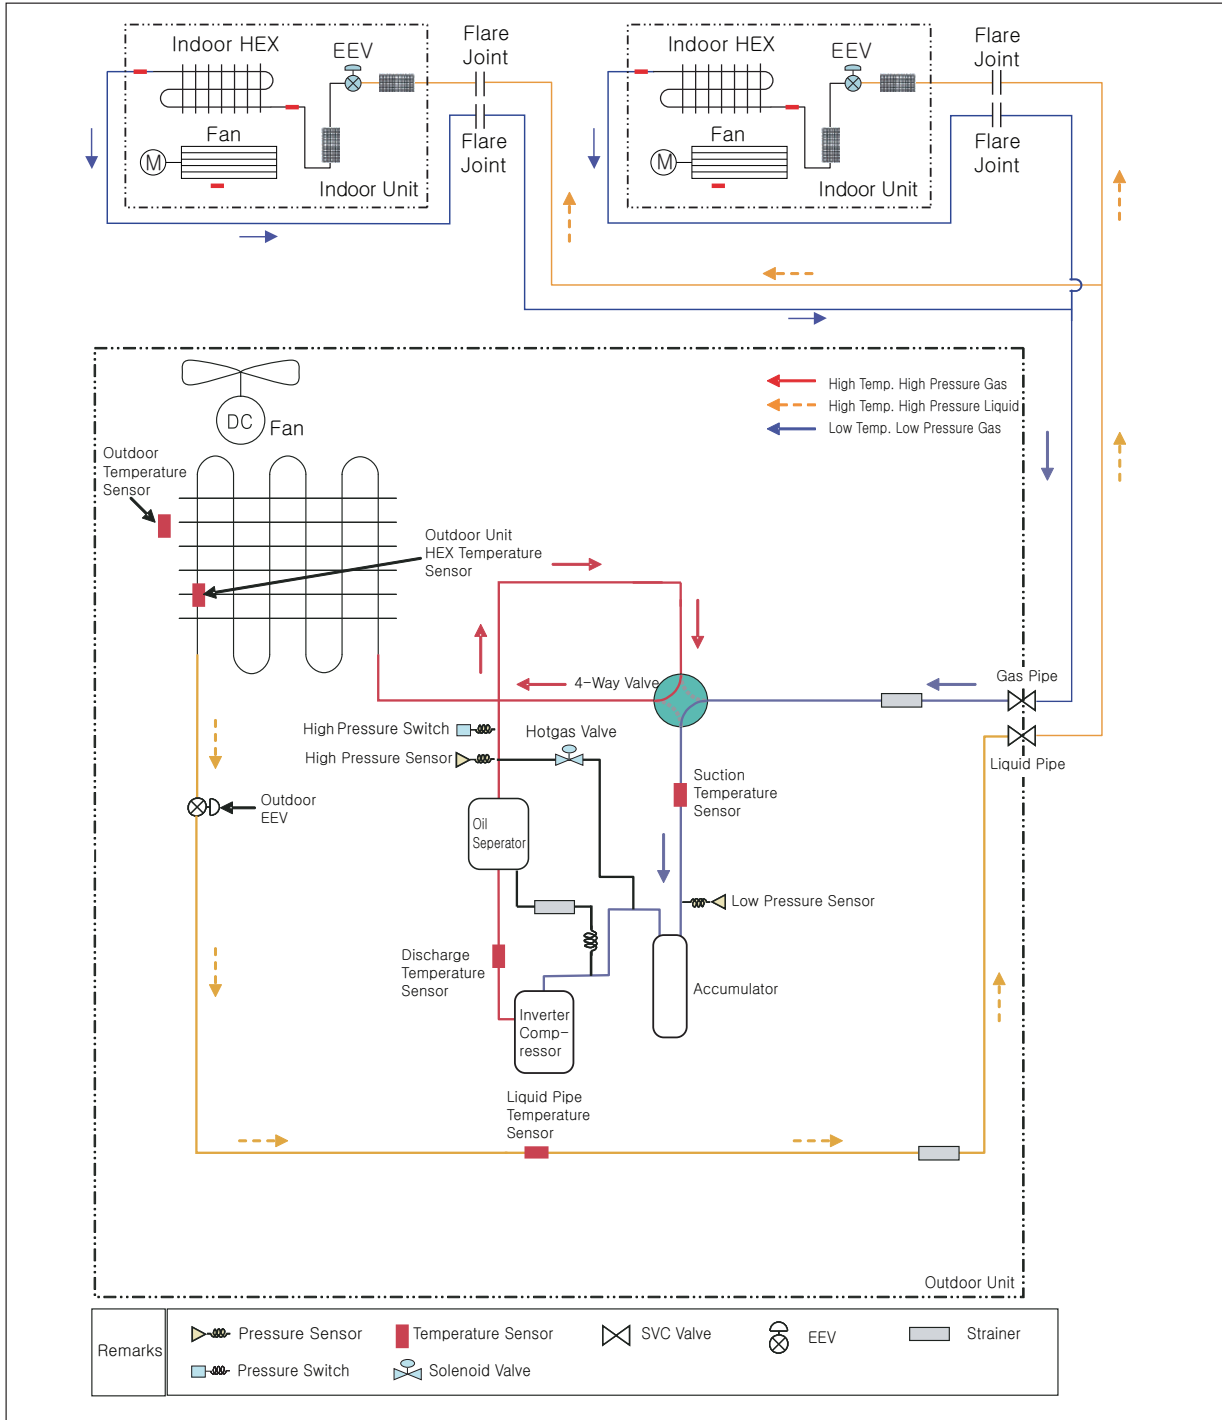 Indoor HEX
EEV
Flare
Joint
Fan
M
Flare
Joint
Indoor Unit
Indoor HEX
EEV
Flare
Joint
Fan
M
Flare
Joint
Indoor Unit
DC
Fan
High Temp. High Pressure Gas
High Temp. High Pressure Liquid
Low Temp. Low Pressure Gas
Outdoor
Temperature
Sensor
Outdoor Unit
HEX Temperature
Sensor
4-Way Valve
Gas Pipe
High Pressure Switch
Hotgas Valve
High Pressure Sensor
Liquid Pipe
Suction
Temperature
Sensor
Outdoor
EEV
Oil
Seperator
Low Pressure Sensor
Discharge
Temperature
Sensor
Accumulator
Inverter
Comp-
ressor
Liquid Pipe
Temperature
Sensor
Outdoor Unit
Remarks
Pressure Sensor
Temperature Sensor
SVC Valve
EEV
Strainer
Pressure Switch
Solenoid Valve